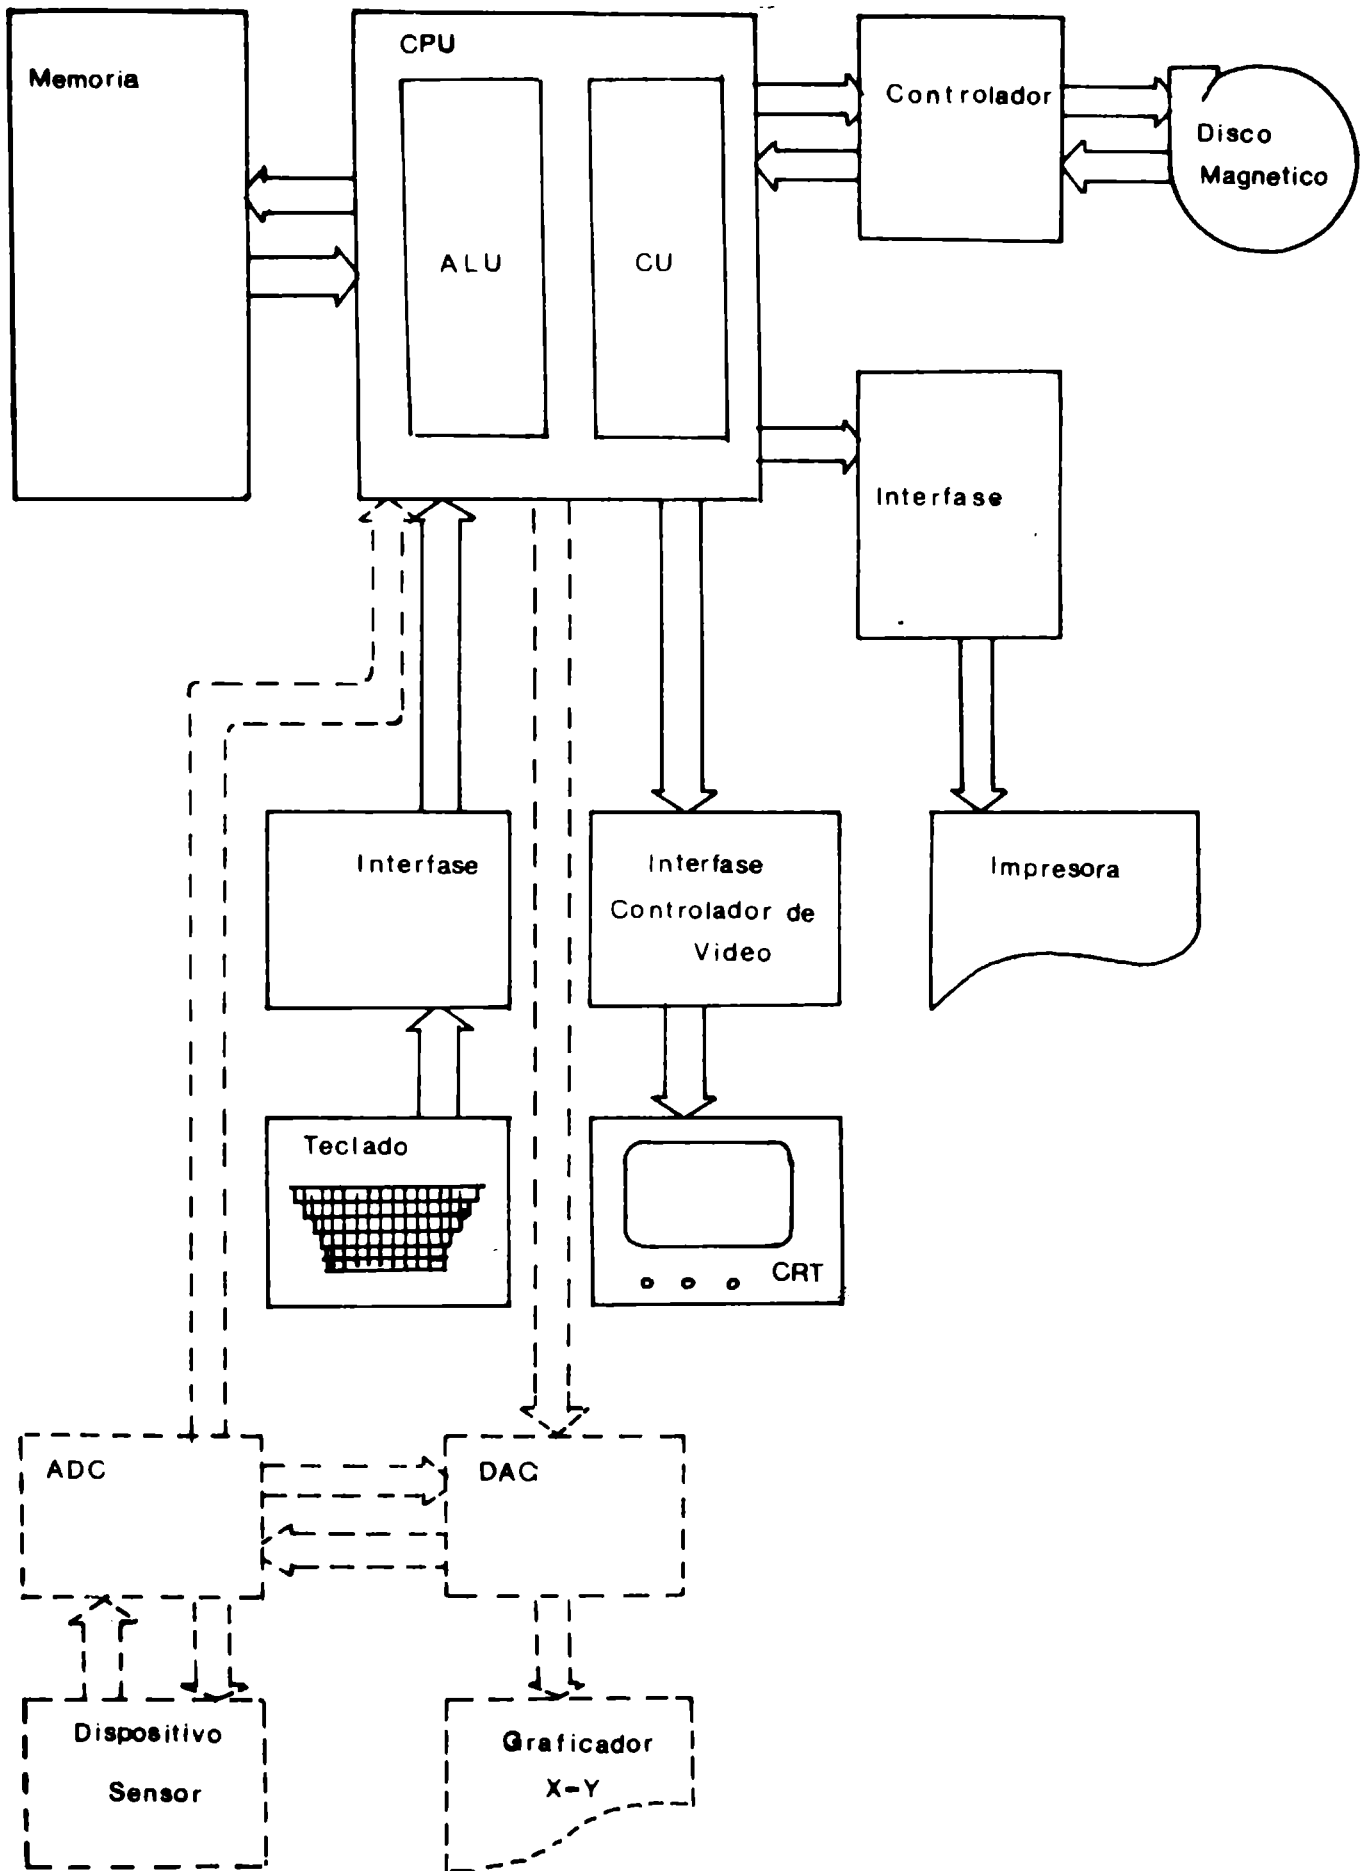 CPU
Memoria
ALU
CU
Controlador
Disco
Magnetico
Interfase
Interfase
Interfase
Controlador de
Video
Impresora
Teclado
CRT
ADC
DAC
Dispositivo
Sensor
Graficador
X-Y